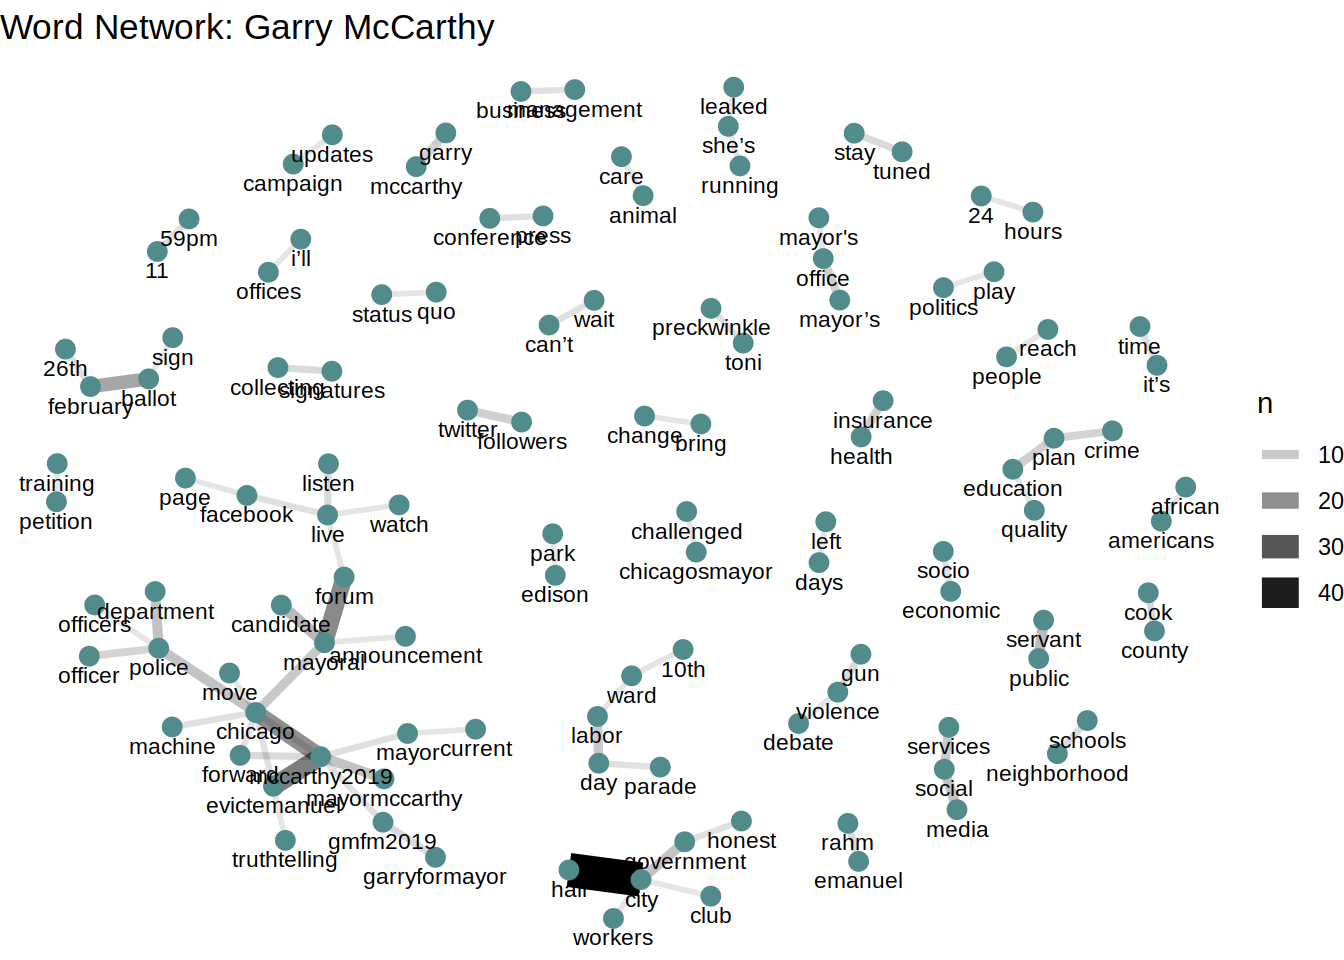 Word Network: Garry McCarthy
business
management
leaked
updates
garry
she’s
stay
tuned
campaign
mccarthy
care
running
animal
24
hours
59pm
conference
press
mayor's
11
i’ll
office
offices
status
quo
wait
politics
play
mayor’s
preckwinkle
can’t
toni
reach
time
26th
sign
people
it’s
february
ballot
collecting
signatures
n
twitter
followers
change
bring
insurance
health
plan
crime
10
training
listen
education
page
facebook
african
20
petition
live
watch
challenged
left
quality
americans
park
30
chicagosmayor
days
socio
edison
forum
economic
40
officers
department
candidate
cook
servant
county
officer
police
mayoral
announcement
10th
gun
public
move
ward
violence
chicago
labor
machine
mayor
current
debate
services
schools
forward
mccarthy2019
neighborhood
evictemanuel
mayormccarthy
day
parade
social
media
truthtelling
gmfm2019
honest
rahm
garryformayor
government
emanuel
hall
city
club
workers